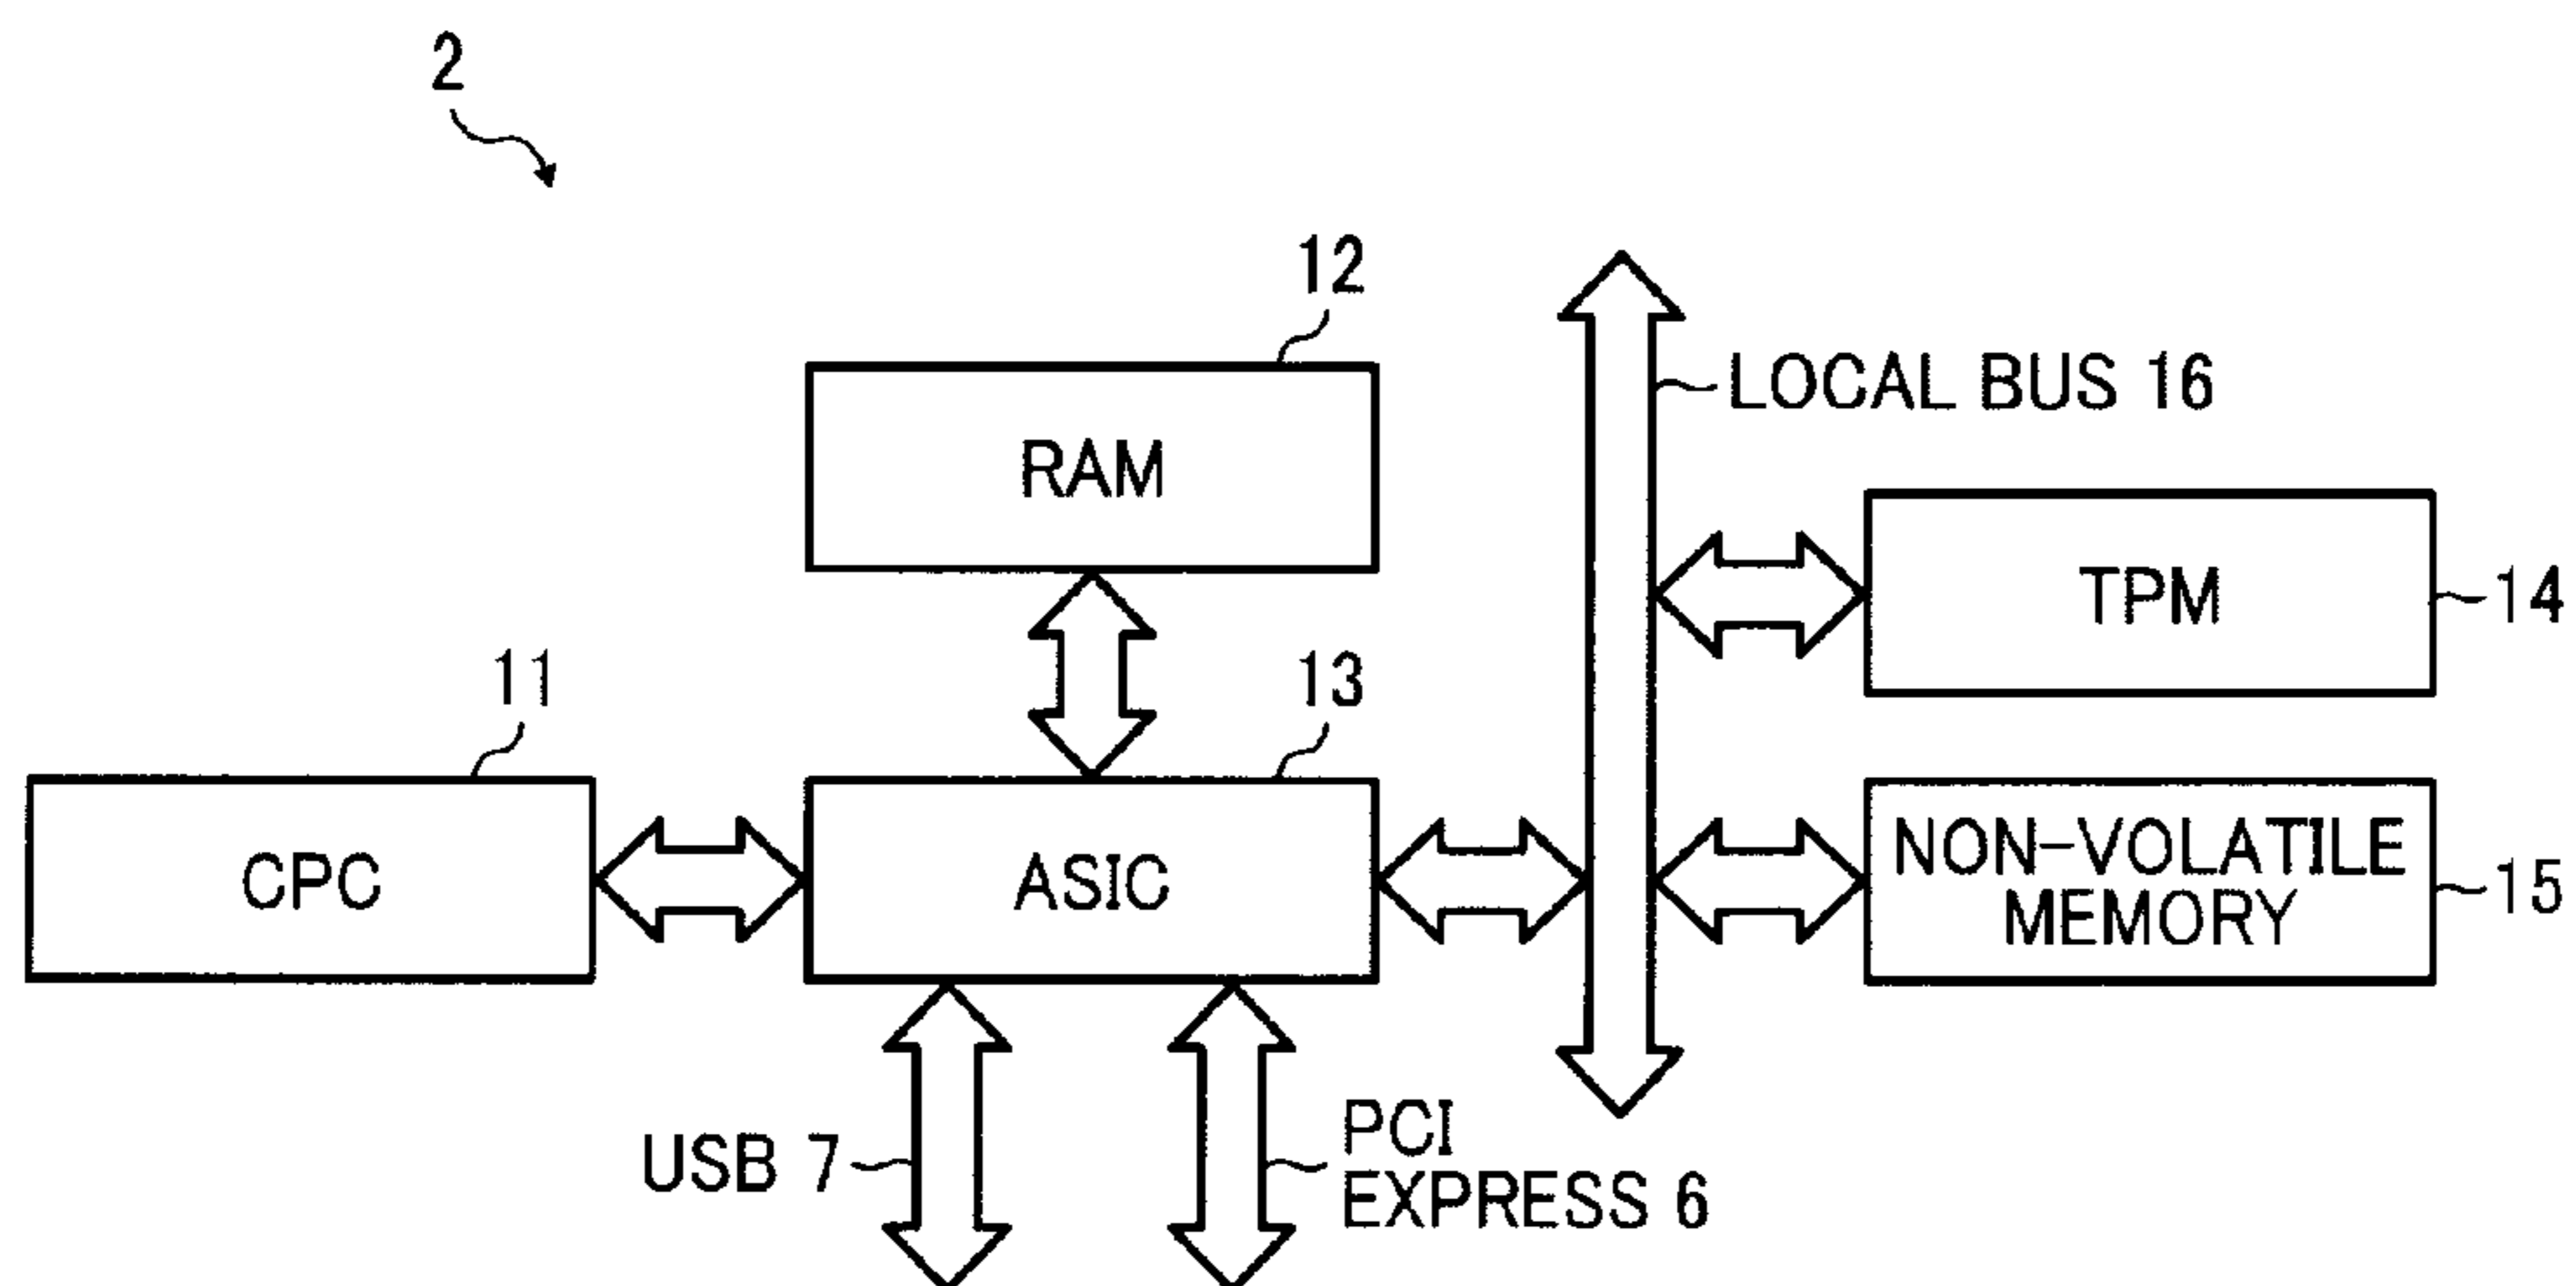 2
12
RAM
LOCAL BUS 16
TPM
14
11
13
CPC
ASIC
NON-VOLATILE
MEMORY
15
USB 7
PCI
EXPRESS 6